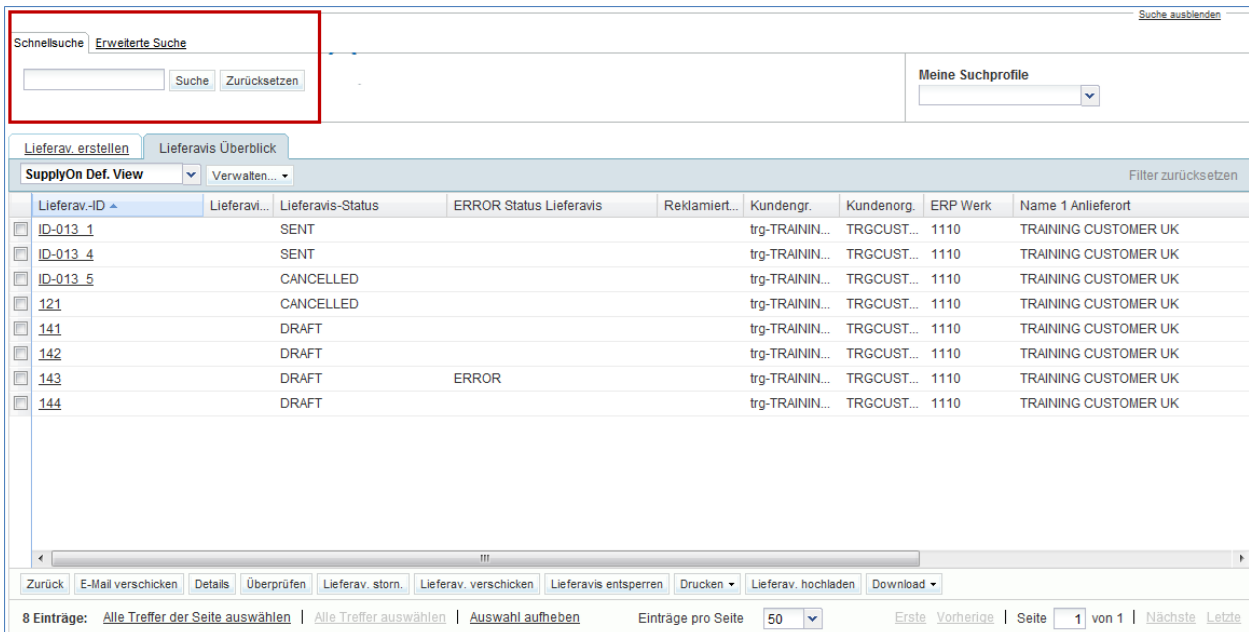 Suche ausblenden
Schnellsuche Erweiterte Suche
Suche Zurücksetzen
Meine Suchprofile
Lieferav. erstellen Lieferavis Überblick
SupplyOn Def. View Verwalten... Filter zurücksetzen
Lieferav.-ID Lieferavi... Lieferavis-Status ERROR Status Lieferavis Reklamiert... Kundengr. Kundenorg. ERP Werk Name 1 Anlieferort
ID-013_1 SENT trg-TRAININ... TRGCUST... 1110 TRAINING CUSTOMER UK
ID-013_4 SENT trg-TRAININ... TRGCUST... 1110 TRAINING CUSTOMER UK
ID-013_5 CANCELLED trg-TRAININ... TRGCUST... 1110 TRAINING CUSTOMER UK
121 CANCELLED trg-TRAININ... TRGCUST... 1110 TRAINING CUSTOMER UK
141 DRAFT trg-TRAININ... TRGCUST... 1110 TRAINING CUSTOMER UK
142 DRAFT trg-TRAININ... TRGCUST... 1110 TRAINING CUSTOMER UK
143 DRAFT ERROR trg-TRAININ... TRGCUST... 1110 TRAINING CUSTOMER UK
144 DRAFT trg-TRAININ... TRGCUST... 1110 TRAINING CUSTOMER UK
Zurück E-Mail verschicken Details Überprüfen Lieferav. storn. Lieferav. verschicken Lieferavis entsperren Drucken Lieferav. hochladen Download
8 Einträge: Alle Treffer der Seite auswählen | Alle Treffer auswählen | Auswahl aufheben Einträge pro Seite 50 Erste Vorherige | Seite 1 von 1 | Nächste Letzte